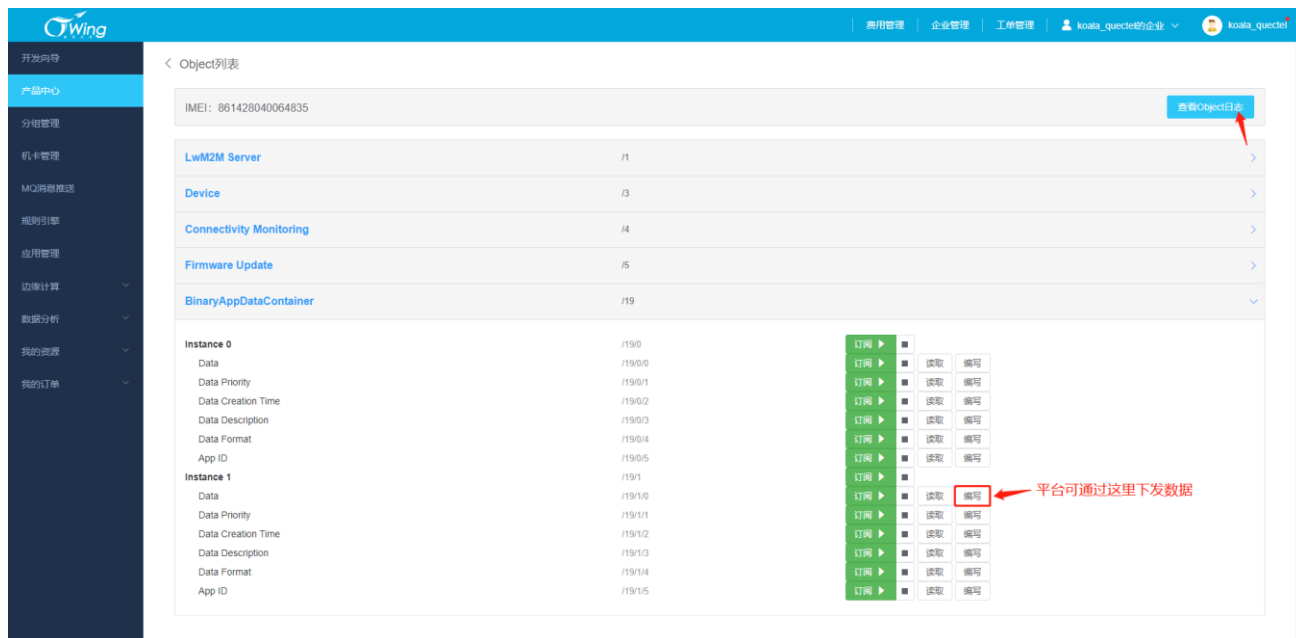 Wing
费用管理 企业管理 工单管理 koala_quectel的企业 koala_quectel
开发向导
产品中心
分组管理
机卡管理
MQ消息推送
规则引擎
应用管理
边缘计算
数据分析
我的资源
我的订单
Object列表
IMEI：861428040064835 查看Object日志
LwM2M Server /1
Device /3
Connectivity Monitoring /4
Firmware Update /5
BinaryAppDataContainer /19
Instance 0 /19/0 订阅
Data /19/0/0 订阅 读取 编写
Data Priority /19/0/1 订阅 读取 编写
Data Creation Time /19/0/2 订阅 读取 编写
Data Description /19/0/3 订阅 读取 编写
Data Format /19/0/4 订阅 读取 编写
App ID /19/0/5 订阅 读取 编写
Instance 1 /19/1 订阅
Data /19/1/0 订阅 读取 编写 平台可通过这里下发数据
Data Priority /19/1/1 订阅 读取 编写
Data Creation Time /19/1/2 订阅 读取 编写
Data Description /19/1/3 订阅 读取 编写
Data Format /19/1/4 订阅 读取 编写
App ID /19/1/5 订阅 读取 编写